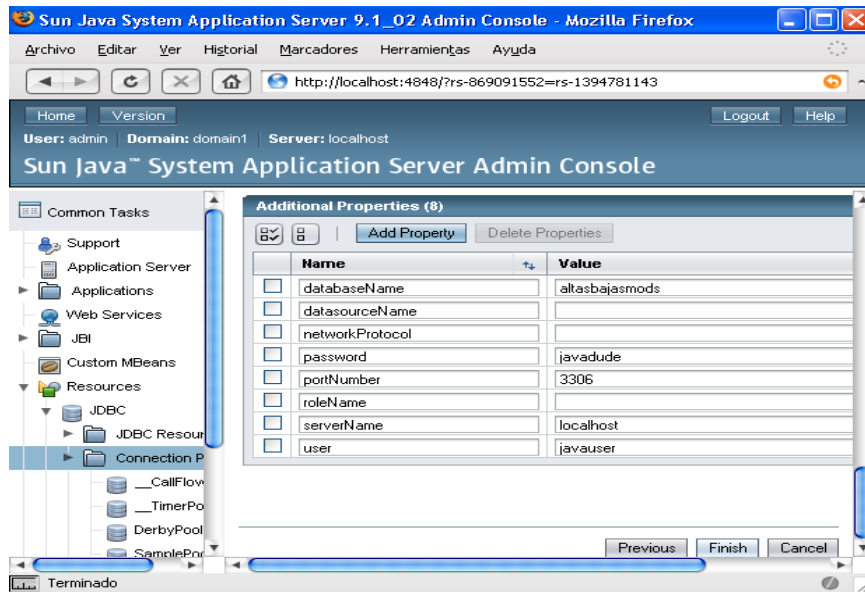 Sun Java System Application Server 9.1_02 Admin Console - Mozilla Firefox
Archivo Editar Ver Historial Marcadores Herramientas Ayuda
http://localhost:4848/?rs-869091552=rs-1394781143
Home Version Logout Help
User: admin Domain: domain1 Server: localhost
Sun Java™ System Application Server Admin Console
Common Tasks
Support
Application Server
Applications
Web Services
JBI
Custom MBeans
Resources
JDBC
JDBC Resour
Connection P
__CallFlow
__TimerPo
DerbyPool
SamplePoo
Additional Properties (8)
Add Property Delete Properties
Name Value
databaseName altasbajasmods
datasourceName
networkProtocol
password javadude
portNumber 3306
roleName
serverName localhost
user javauser
Previous Finish Cancel
Terminado